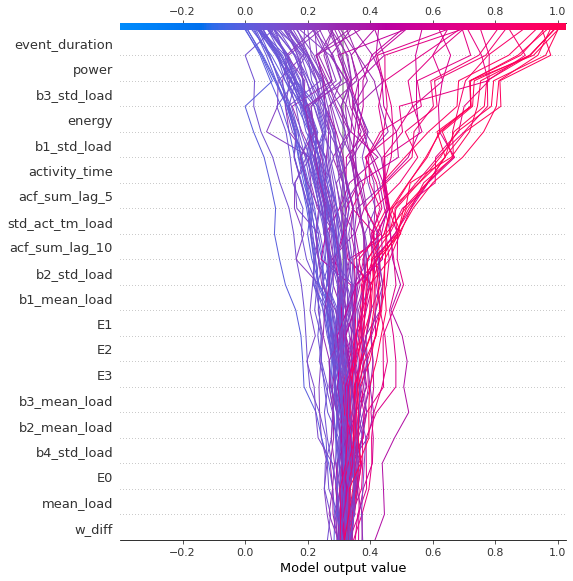 −0.2 0.0 0.2 0.4 0.6 0.8 1.0
event_duration
power
b3_std_load
energy
b1_std_load
activity_time
acf_sum_lag_5
std_act_tm_load
acf_sum_lag_10
b2_std_load
b1_mean_load
E1
E2
E3
b3_mean_load
b2_mean_load
b4_std_load
E0
mean_load
w_diff
−0.2 0.0 0.2 0.4 0.6 0.8 1.0
Model output value